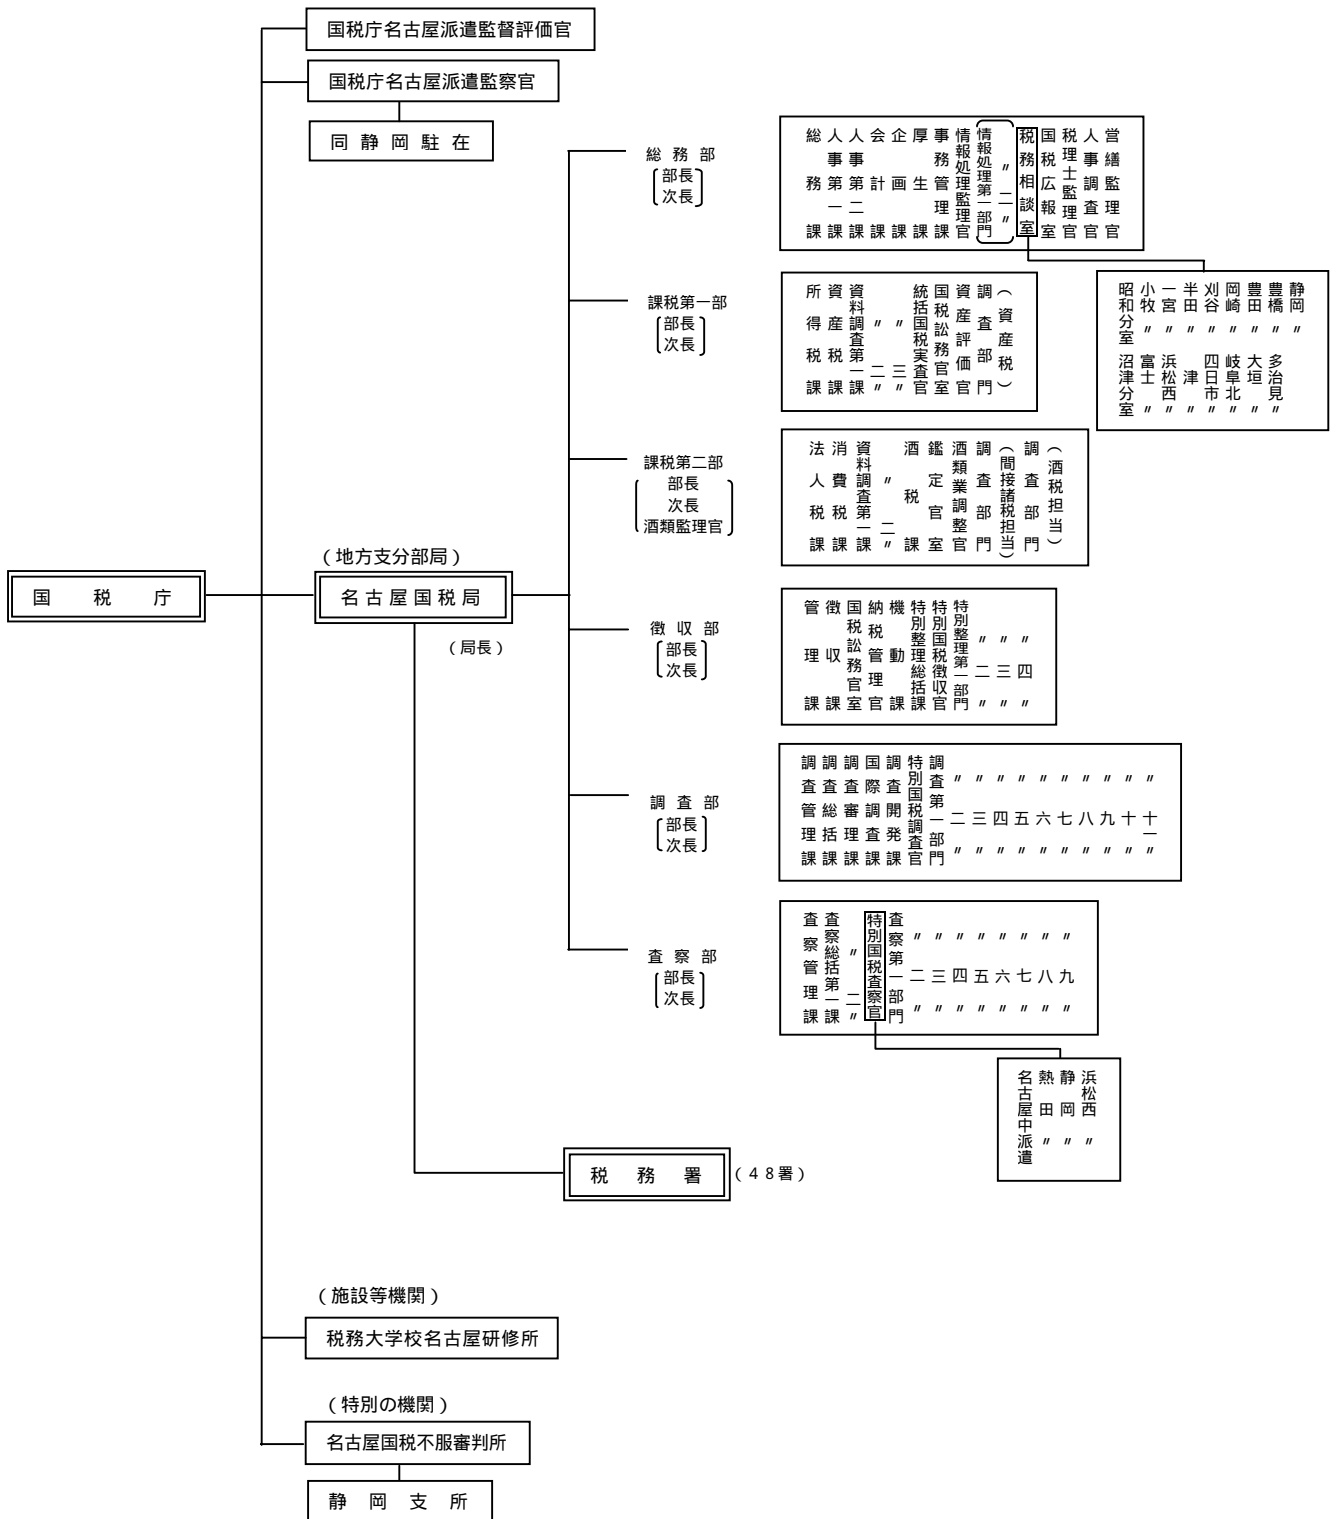 国税庁名古屋派遣監督評価官
国税庁名古屋派遣監察官
同静岡駐在
国税庁
(地方支分部局)
名古屋国税局
(局長)
総務部
部長
次長
総務課
人事第一課
人事第二課
会計課
企画課
厚生課
事務管理課
情報処理監理官
情報処理第一部門
〃二〃
税務相談室
国税広報室
税理士監理官
人事調査官
営繕監理官
昭和分室
小牧〃
一宮〃
半田〃
刈谷〃
岡崎〃
豊田〃
豊橋〃
静岡〃
沼津分室
富士〃
浜松西〃
津〃
四日市〃
岐阜北〃
大垣〃
多治見〃
課税第一部
部長
次長
所得税課
資産税課
資料調査第一課
〃二〃
〃三〃
統括国税実査官
国税訟務官室
資産評価官
調査部門
(資産税)
課税第二部
部長
次長
酒類監理官
法人税課
消費税課
資料調査第一課
〃二〃
酒税課
鑑定官室
酒類業調整官
調査部門
(間接諸税担当)
調査部門
(酒税担当)
徴収部
部長
次長
管理課
徴収課
国税訟務官室
納税管理官
機動課
特別整理総括課
特別国税徴収官
特別整理第一部門
〃二〃
〃三〃
〃四〃
調査部
部長
次長
調査管理課
調査総括課
調査審理課
国際調査課
調査開発課
特別国税調査官
調査第一部門
〃二〃
〃三〃
〃四〃
〃五〃
〃六〃
〃七〃
〃八〃
〃九〃
〃十〃
〃十一〃
査察部
部長
次長
査察管理課
査察総括第一課
〃二〃
特別国税査察官
査察第一部門
〃二〃
〃三〃
〃四〃
〃五〃
〃六〃
〃七〃
〃八〃
〃九〃
名古屋中派遣
熱田〃
静岡〃
浜松西〃
税務署
(48署)
(施設等機関)
税務大学校名古屋研修所
(特別の機関)
名古屋国税不服審判所
静岡支所